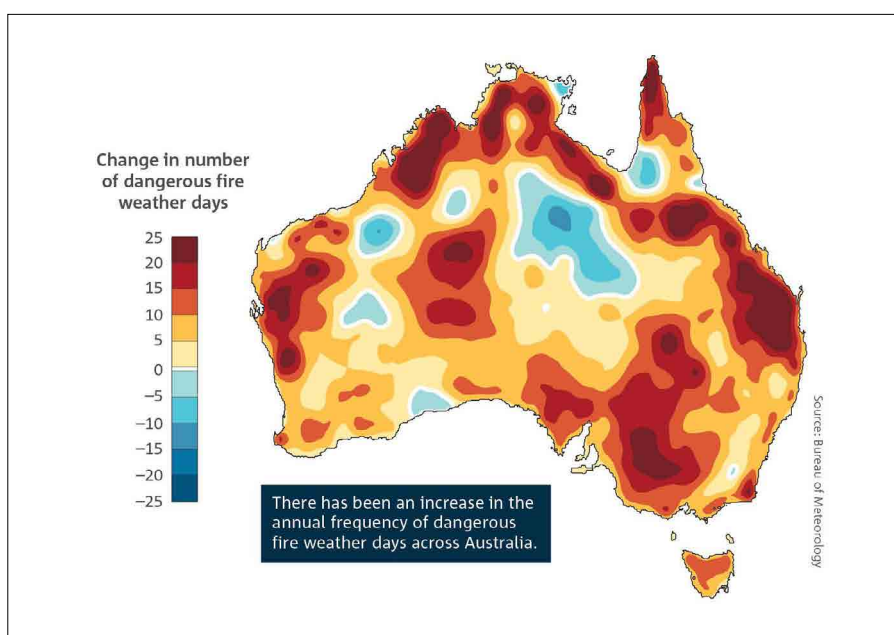 Change in number
of dangerous fire
weather days
25
20
15
10
5
0
−5
−10
−15
−20
−25
There has been an increase in the
annual frequency of dangerous
fire weather days across Australia.
Source: Bureau of Meteorology